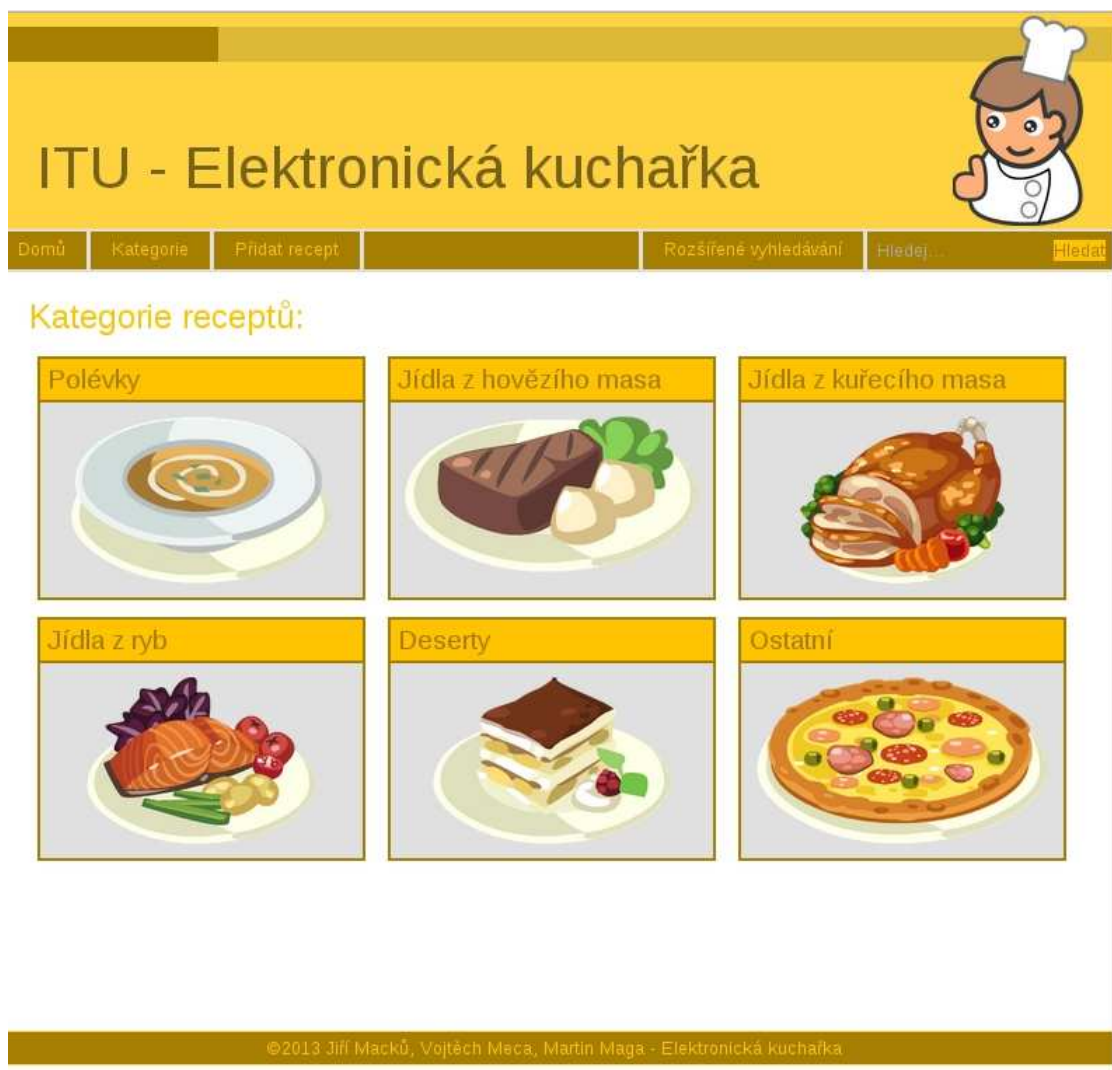 ITU - Elektronická kuchařka
Domů Kategorie Přidat recept Rozšířené vyhledávání Hledej... Hledat
Kategorie receptů:
Polévky Jídla z hovězího masa Jídla z kuřecího masa
Jídla z ryb Deserty Ostatní
©2013 Jiří Macků, Vojtěch Meca, Martin Maga - Elektronická kuchařka